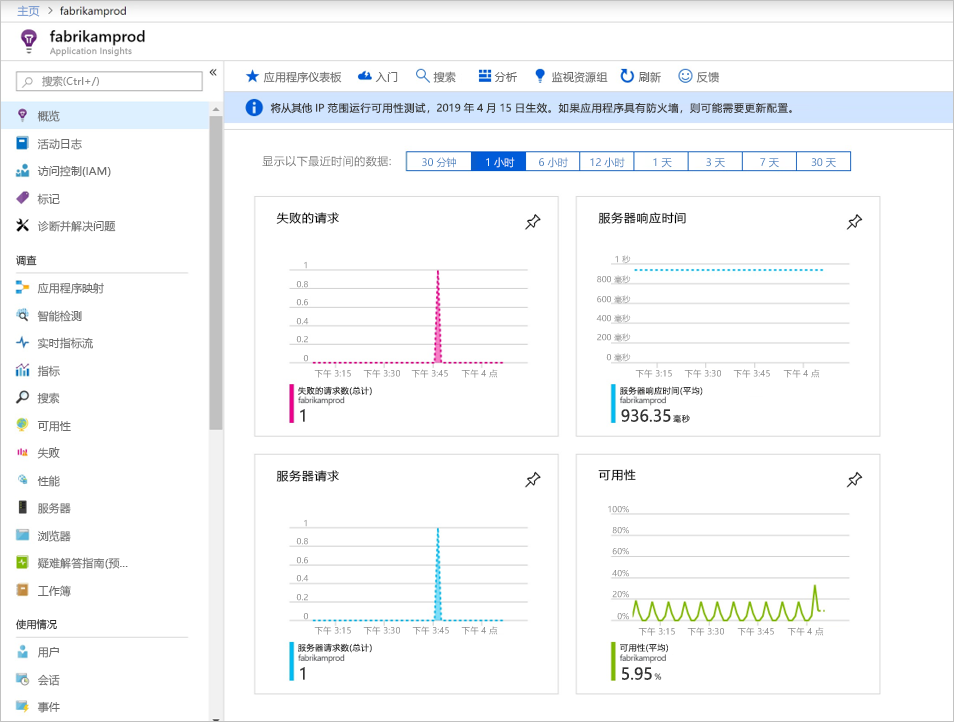 主页 > fabrikamprod
fabrikamprod
Application Insights
搜索(Ctrl+/)
«
概览
活动日志
访问控制(IAM)
标记
诊断并解决问题
调查
应用程序映射
智能检测
实时指标流
指标
搜索
可用性
失败
性能
服务器
浏览器
疑难解答指南(预...
工作簿
使用情况
用户
会话
事件
应用程序仪表板 入门 搜索 分析 监视资源组 刷新 反馈
将从其他 IP 范围运行可用性测试，2019 年 4 月 15 日生效。如果应用程序具有防火墙，则可能需要更新配置。
显示以下最近时间的数据: 30 分钟 1 小时 6 小时 12 小时 1 天 3 天 7 天 30 天
失败的请求
1
0.8
0.6
0.4
0.2
0
下午 3:15 下午 3:30 下午 3:45 下午 4 点
失败的请求数(总计)
fabrikamprod
1
服务器响应时间
1 秒
800 毫秒
600 毫秒
400 毫秒
200 毫秒
0 毫秒
下午 3:15 下午 3:30 下午 3:45 下午 4 点
服务器响应时间(平均)
fabrikamprod
936.35 毫秒
服务器请求
1
0.8
0.6
0.4
0.2
0
下午 3:15 下午 3:30 下午 3:45 下午 4 点
服务器请求数(总计)
fabrikamprod
1
可用性
100%
80%
60%
40%
20%
0%
下午 3:15 下午 3:30 下午 3:45 下午 4 点
可用性(平均)
fabrikamprod
5.95 %